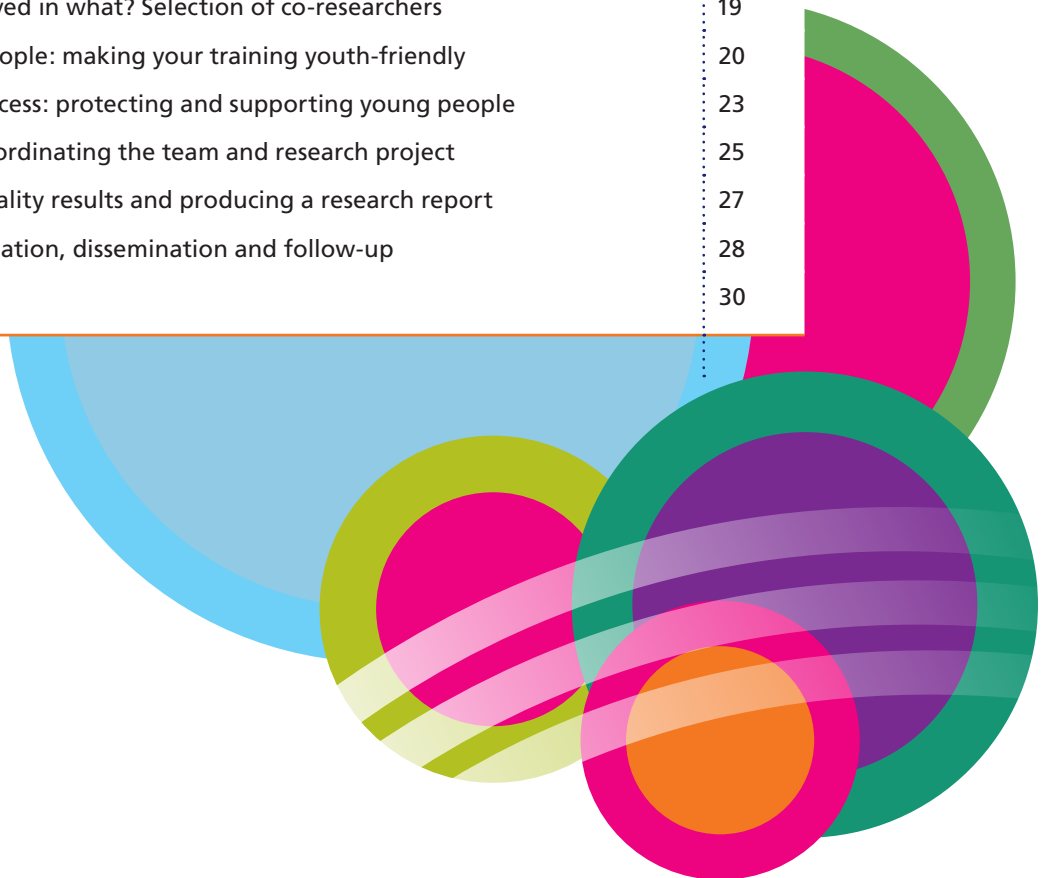 ved in what? Selection of co-researchers 19
ople: making your training youth-friendly 20
cess: protecting and supporting young people 23
ordinating the team and research project 25
ality results and producing a research report 27
ation, dissemination and follow-up 28
30